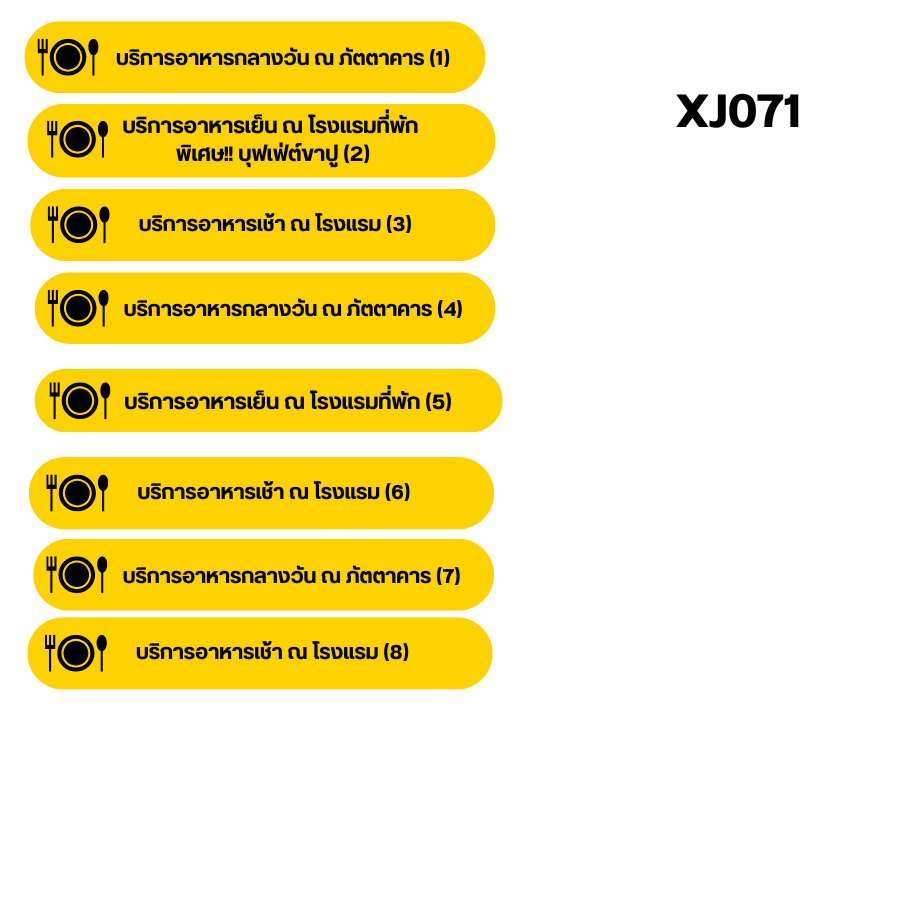 บริการอาหารกลางวัน ณ ภัตตาคาร (1)
XJ071
บริการอาหารเย็น ณ โรงแรมที่พัก
พิเศษ!! บุฟเฟ่ต์ขาปู (2)
บริการอาหารเช้า ณ โรงแรม (3)
บริการอาหารกลางวัน ณ ภัตตาคาร (4)
บริการอาหารเย็น ณ โรงแรมที่พัก (5)
บริการอาหารเช้า ณ โรงแรม (6)
บริการอาหารกลางวัน ณ ภัตตาคาร (7)
บริการอาหารเช้า ณ โรงแรม (8)